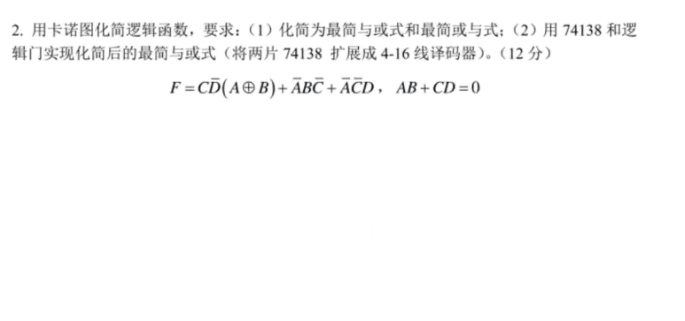 2. 用卡诺图化简逻辑函数，要求：（1）化简为最简与或式和最简或与式；（2）用 74138 和逻
辑门实现化简后的最简与或式（将两片 74138 扩展成 4-16 线译码器）。（12 分）
F = CD̅(A⊕B) + A̅BC̅ + A̅C̅D， AB + CD = 0